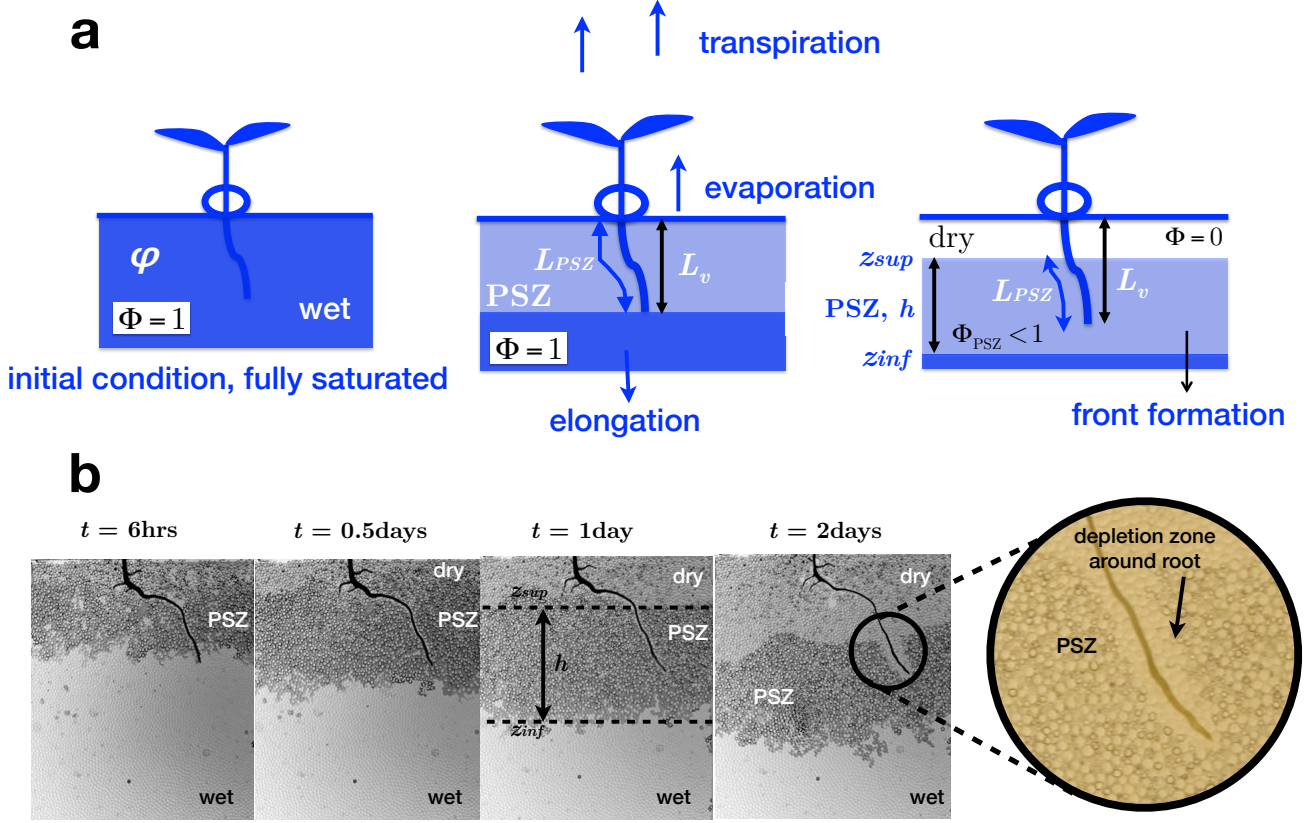 a
transpiration
evaporation
φ
Φ = 1
wet
initial condition, fully saturated
L_PSZ
L_v
PSZ
Φ = 1
elongation
dry
Φ = 0
zsup
L_PSZ
L_v
PSZ, h
Φ_PSZ < 1
zinf
front formation
b
t = 6hrs
t = 0.5days
t = 1day
t = 2days
PSZ
wet
dry
PSZ
wet
dry
zsup
PSZ
h
zinf
wet
dry
PSZ
wet
depletion zone
around root
PSZ